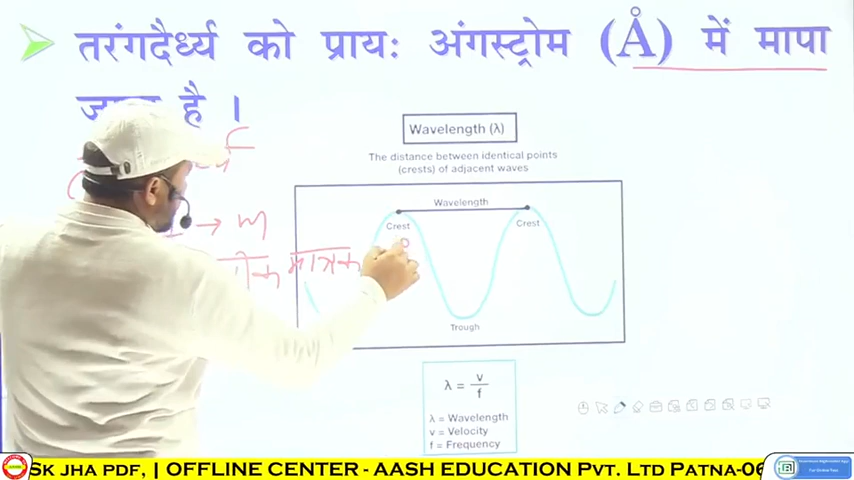 तरंगदैर्ध्य को प्रायः अंगस्ट्रोम (Å) में मापा
है ।
Wavelength (λ)
The distance between identical points
(crests) of adjacent waves
Wavelength
Crest
Crest
→ m
मात्रक
Trough
λ = v/f
λ = Wavelength
v = Velocity
f = Frequency
SK JHA PDF, | OFFLINE CENTER - AASH EDUCATION PVT. LTD PATNA-06